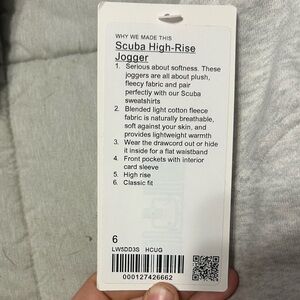 WHY WE MADE THIS
Scuba High-Rise
Jogger
1. Serious about softness. These
joggers are all about plush,
fleecy fabric and pair
perfectly with our Scuba
sweatshirts
2. Blended light cotton fleece
fabric is naturally breathable,
soft against your skin, and
provides lightweight warmth
3. Wear the drawcord out or hide
it inside for a flat waistband
4. Front pockets with interior
card sleeve
5. High rise
6. Classic fit
6
LW5DD3S HCUG
000127426662